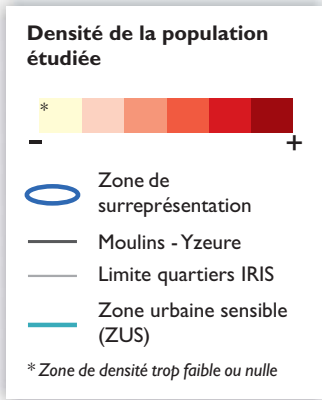 Densité de la population
étudiée
*
- +
Zone de
surreprésentation
Moulins - Yzeure
Limite quartiers IRIS
Zone urbaine sensible
(ZUS)
* Zone de densité trop faible ou nulle